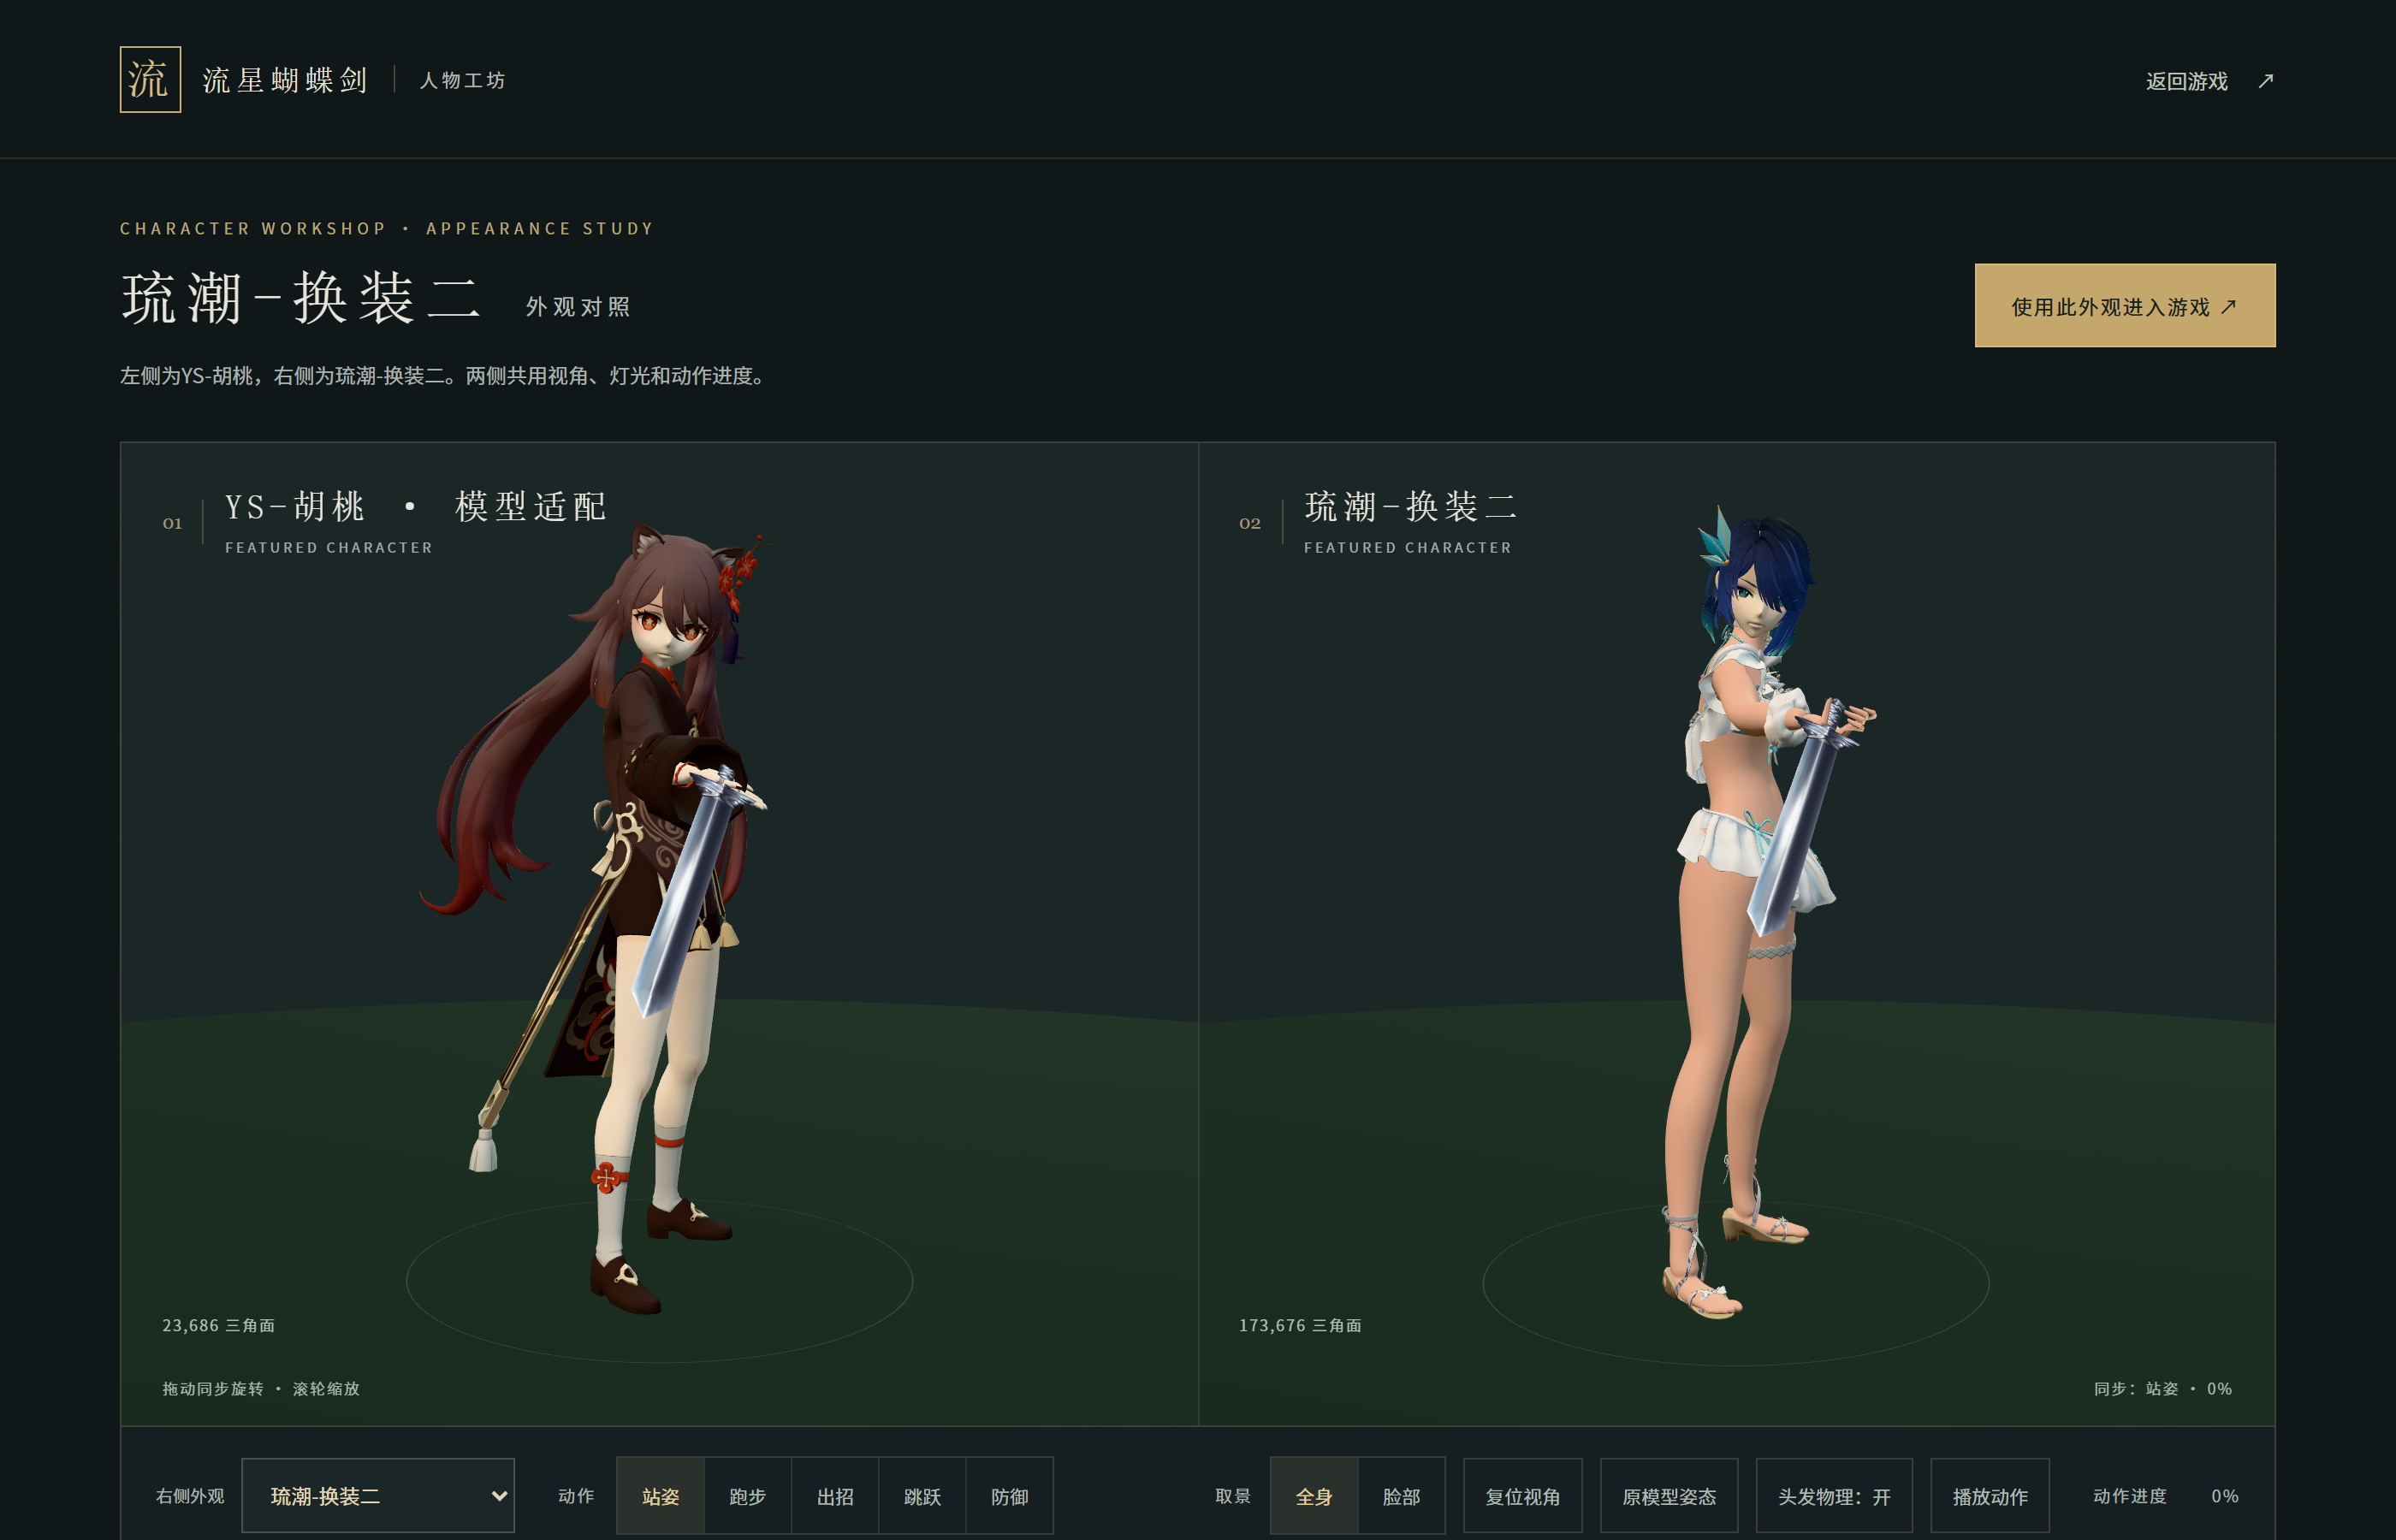 流 流星蝴蝶剑 人物工坊 返回游戏 ↗
CHARACTER WORKSHOP · APPEARANCE STUDY
琉潮-换装二 外观对照
使用此外观进入游戏 ↗
左侧为YS-胡桃，右侧为琉潮-换装二。两侧共用视角、灯光和动作进度。
01 YS-胡桃 · 模型适配
FEATURED CHARACTER
23,686 三角面
拖动同步旋转 · 滚轮缩放
02 琉潮-换装二
FEATURED CHARACTER
173,676 三角面
同步：站姿 · 0%
右侧外观 琉潮-换装二 动作 站姿 跑步 出招 跳跃 防御 取景 全身 脸部 复位视角 原模型姿态 头发物理：开 播放动作 动作进度 0%